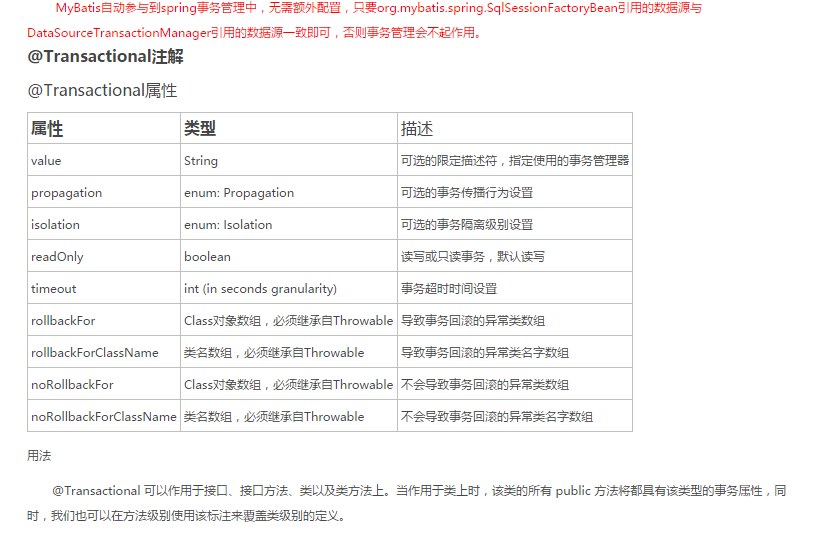 MyBatis自动参与到spring事务管理中，无需额外配置，只要org.mybatis.spring.SqlSessionFactoryBean引用的数据源与
DataSourceTransactionManager引用的数据源一致即可，否则事务管理会不起作用。
@Transactional注解
@Transactional属性
属性 类型 描述
value String 可选的限定描述符，指定使用的事务管理器
propagation enum: Propagation 可选的事务传播行为设置
isolation enum: Isolation 可选的事务隔离级别设置
readOnly boolean 读写或只读事务，默认读写
timeout int (in seconds granularity) 事务超时时间设置
rollbackFor Class对象数组，必须继承自Throwable 导致事务回滚的异常类数组
rollbackForClassName 类名数组，必须继承自Throwable 导致事务回滚的异常类名字数组
noRollbackFor Class对象数组，必须继承自Throwable 不会导致事务回滚的异常类数组
noRollbackForClassName 类名数组，必须继承自Throwable 不会导致事务回滚的异常类名字数组
用法
@Transactional 可以作用于接口、接口方法、类以及类方法上。当作用于类上时，该类的所有 public 方法将都具有该类型的事务属性，同
时，我们也可以在方法级别使用该标注来覆盖类级别的定义。